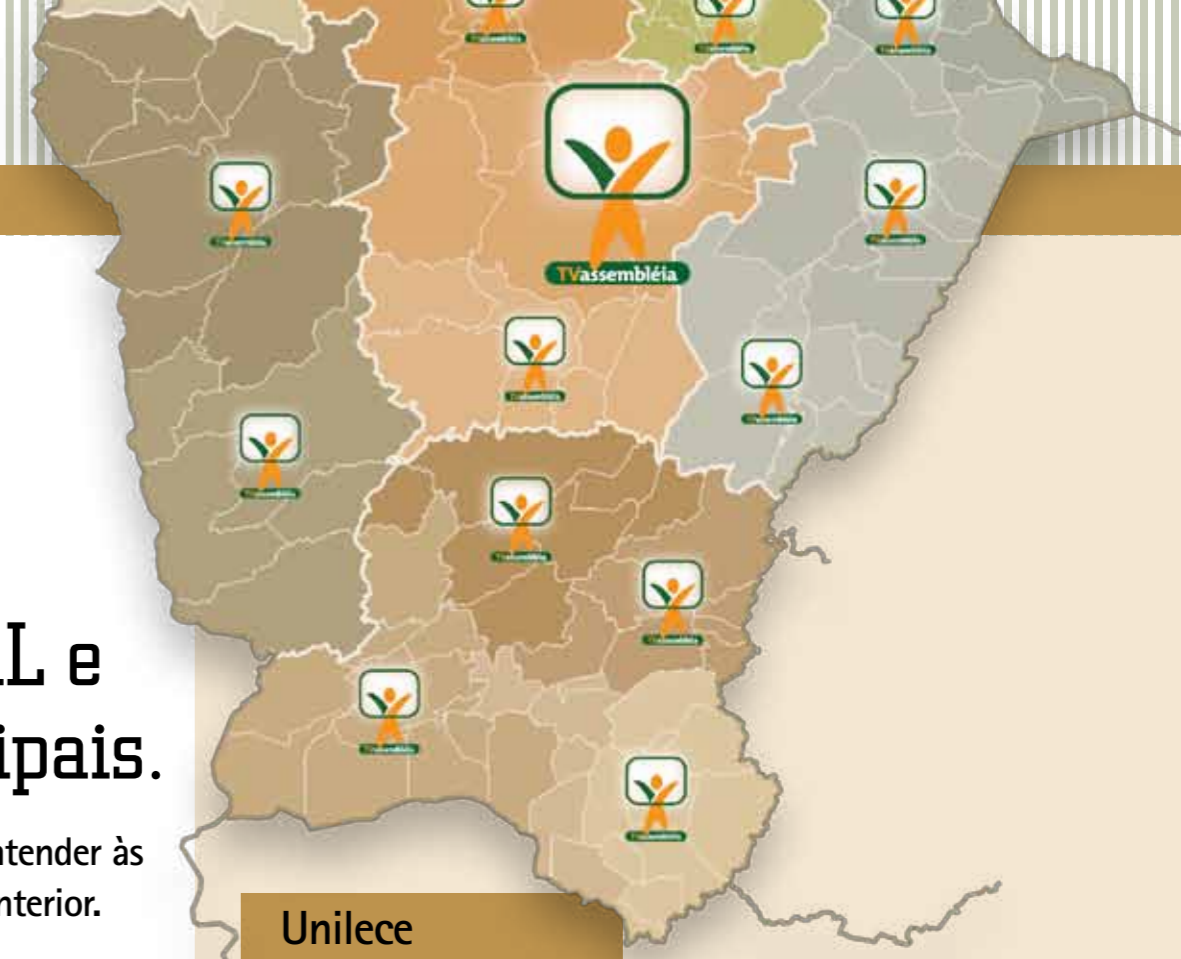 TVassembléia
L e
ipais.
ntender às
nterior.
Unilece